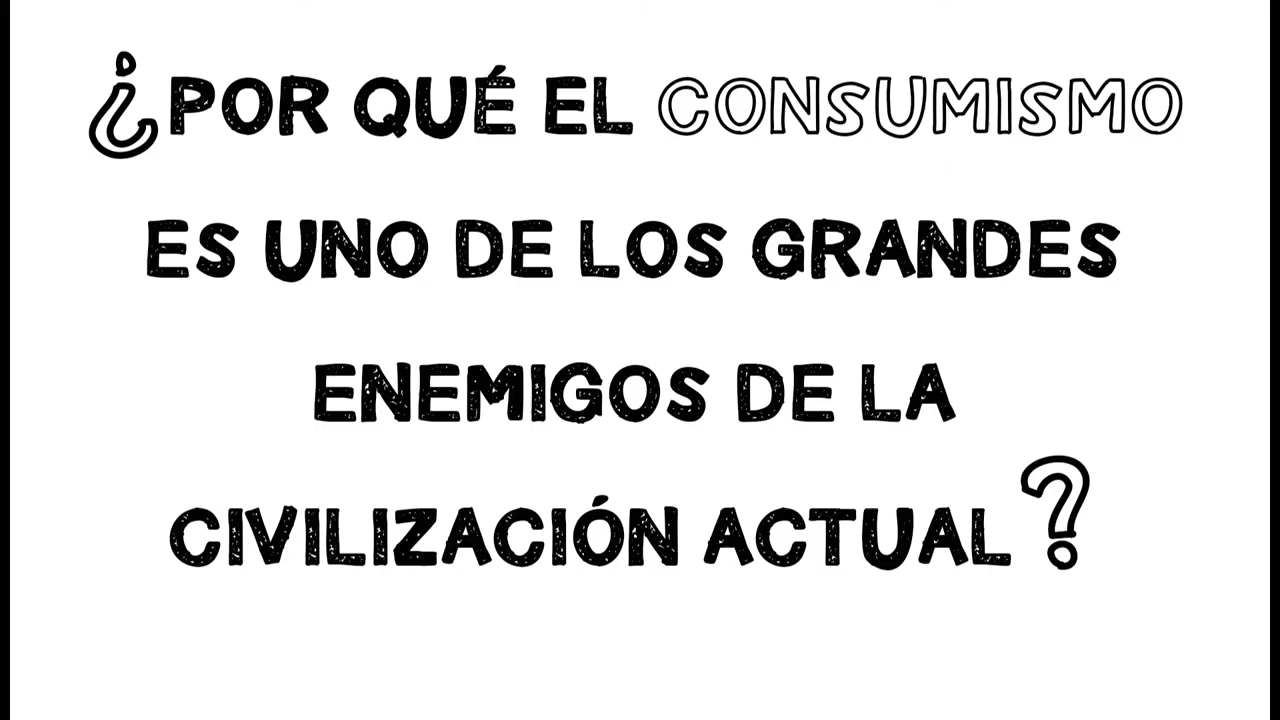 ¿POR QUÉ EL CONSUMISMO
ES UNO DE LOS GRANDES
ENEMIGOS DE LA
CIVILIZACIÓN ACTUAL?